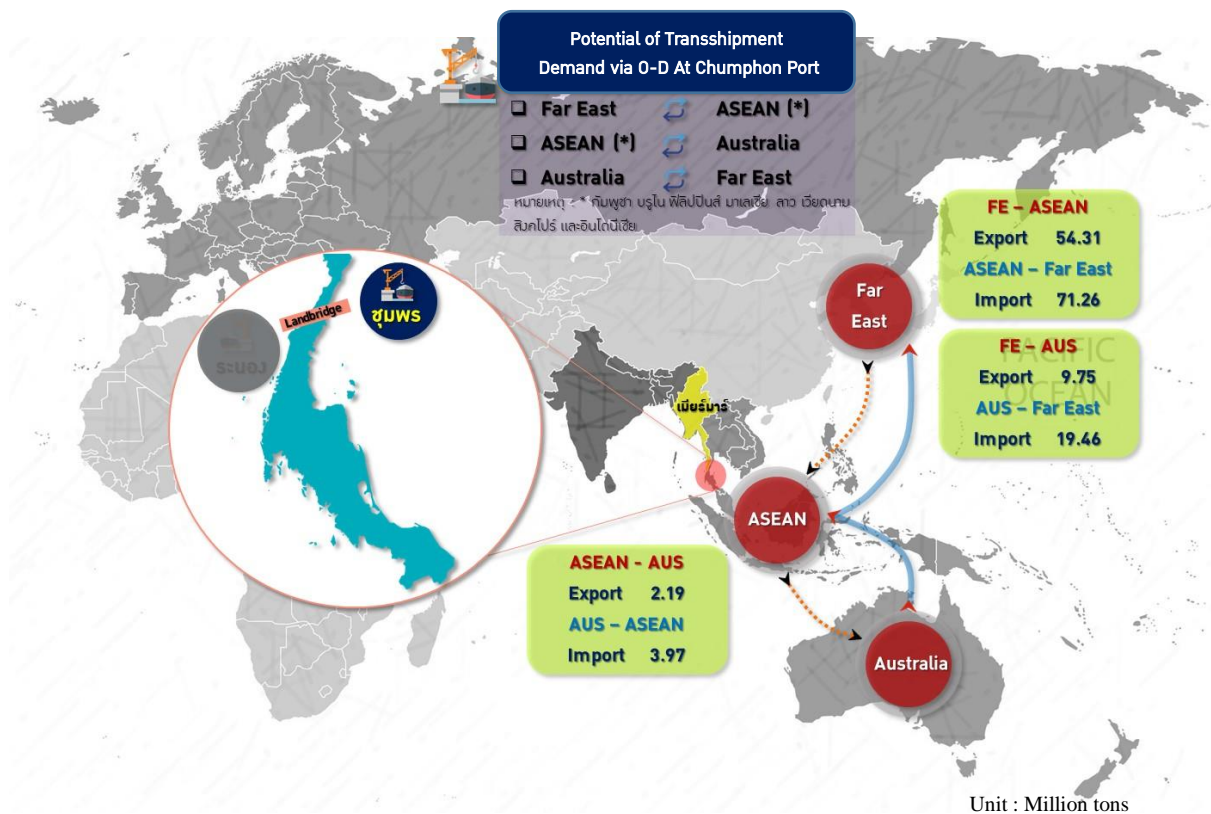 Potential of Transshipment
Demand via O-D At Chumphon Port
❑ Far East ASEAN (*)
❑ ASEAN (*) Australia
❑ Australia Far East
หมายเหตุ : * กัมพูชา บรูไน ฟิลิปปินส์ มาเลเซีย ลาว เวียดนาม
สิงคโปร์ และอินโดนีเซีย
FE – ASEAN
Export 54.31
ASEAN – Far East
Import 71.26
Far
East
ชุมพร
Landbridge
ระนอง
FE – AUS
Export 9.75
AUS – Far East
Import 19.46
PACIFIC
OCEAN
เมียร์มาร์
ASEAN
ASEAN - AUS
Export 2.19
AUS – ASEAN
Import 3.97
Australia
Unit : Million tons